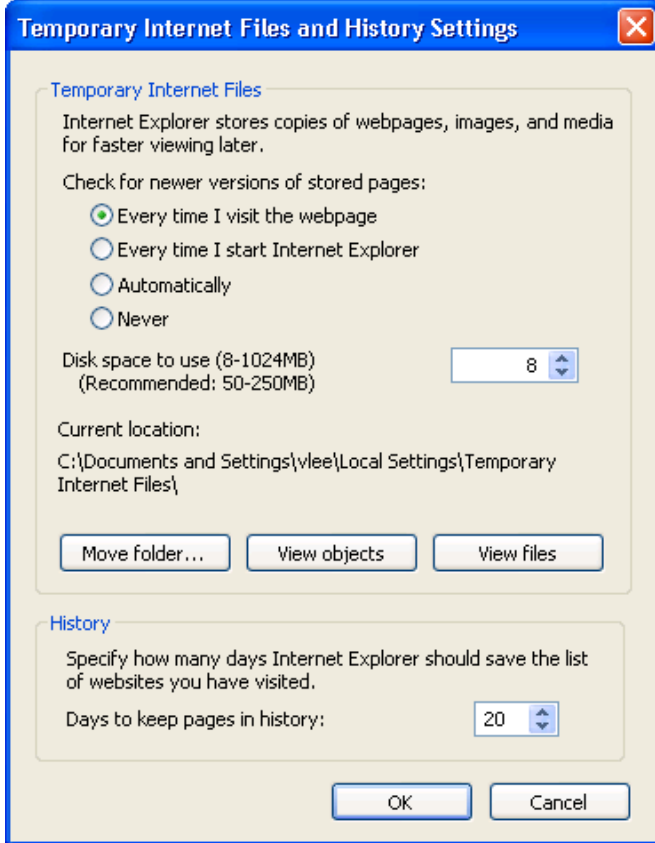 Temporary Internet Files and History Settings
Temporary Internet Files
Internet Explorer stores copies of webpages, images, and media
for faster viewing later.
Check for newer versions of stored pages:
Every time I visit the webpage
Every time I start Internet Explorer
Automatically
Never
Disk space to use (8-1024MB)
(Recommended: 50-250MB)
8
Current location:
C:\Documents and Settings\vlee\Local Settings\Temporary
Internet Files\
Move folder... View objects View files
History
Specify how many days Internet Explorer should save the list
of websites you have visited.
Days to keep pages in history: 20
OK Cancel